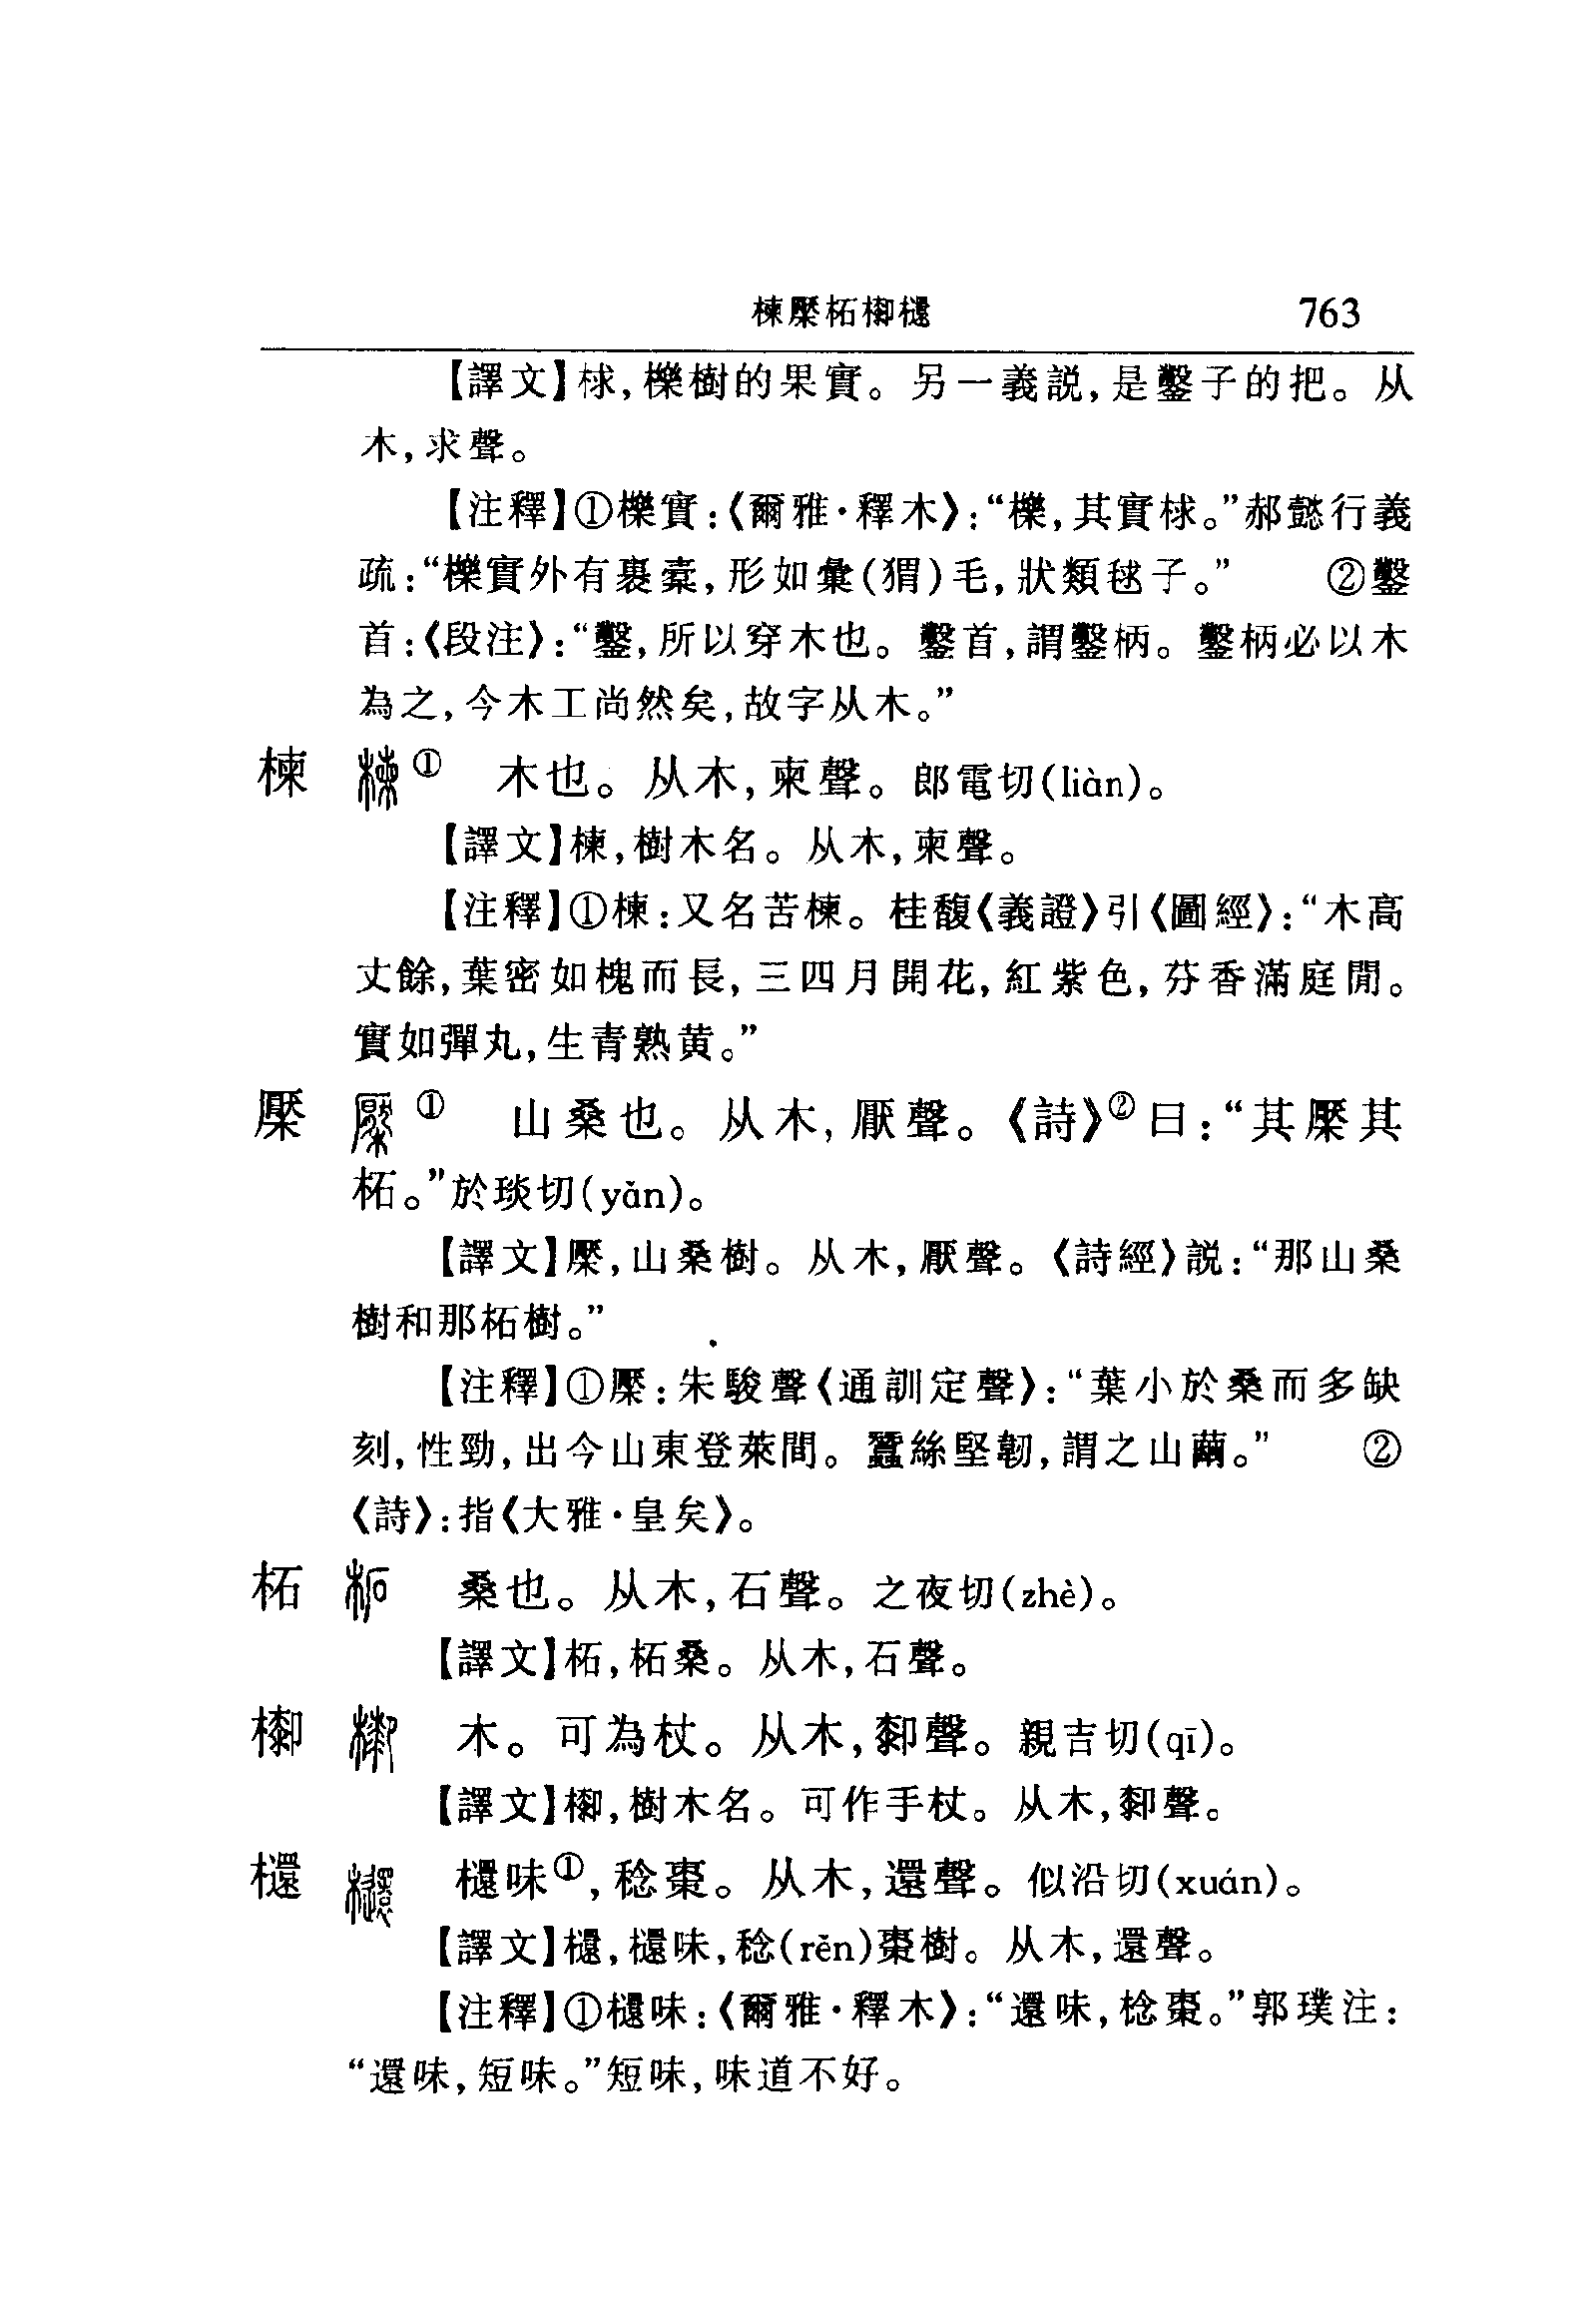 楝檿柘㮑檈 763
【譯文】梂,櫟樹的果實。另一義説,是鑿子的把。从
木,求聲。
【注釋】①櫟實:《爾雅·釋木》:“櫟,其實梂。”郝懿行義
疏:“櫟實外有裹橐,形如彙(猬)毛,狀類毬子。” ②鑿
首:《段注》:“鑿,所以穿木也。鑿首,謂鑿柄。鑿柄必以木
為之,今木工尚然矣,故字从木。”
楝 ① 木也。从木,柬聲。郎電切(liàn)。
【譯文】楝,樹木名。从木,柬聲。
【注釋】①楝:又名苦楝。桂馥《義證》引《圖經》:“木高
丈餘,葉密如槐而長,三四月開花,紅紫色,芬香滿庭閒。
實如彈丸,生青熟黄。”
檿 ① 山桑也。从木,厭聲。《詩》②曰:“其檿其
柘。”於琰切(yǎn)。
【譯文】檿,山桑樹。从木,厭聲。《詩經》説:“那山桑
樹和那柘樹。”
【注釋】①檿:朱駿聲《通訓定聲》:“葉小於桑而多缺
刻,性勁,出今山東登萊間。蠶絲堅韌,謂之山繭。” ②
《詩》:指《大雅·皇矣》。
柘 桑也。从木,石聲。之夜切(zhè)。
【譯文】柘,柘桑。从木,石聲。
木。可為杖。从木,厀聲。親吉切(qī)。
【譯文】樹木名。可作手杖。从木,厀聲。
檈味①,稔棗。从木,還聲。似沿切(xuán)。
【譯文】味,稔(rěn)棗樹。从木,還聲。
【注釋】①味:《爾雅·釋木》:“還味,棯棗。”郭璞注:
“還味,短味。”短味,味道不好。